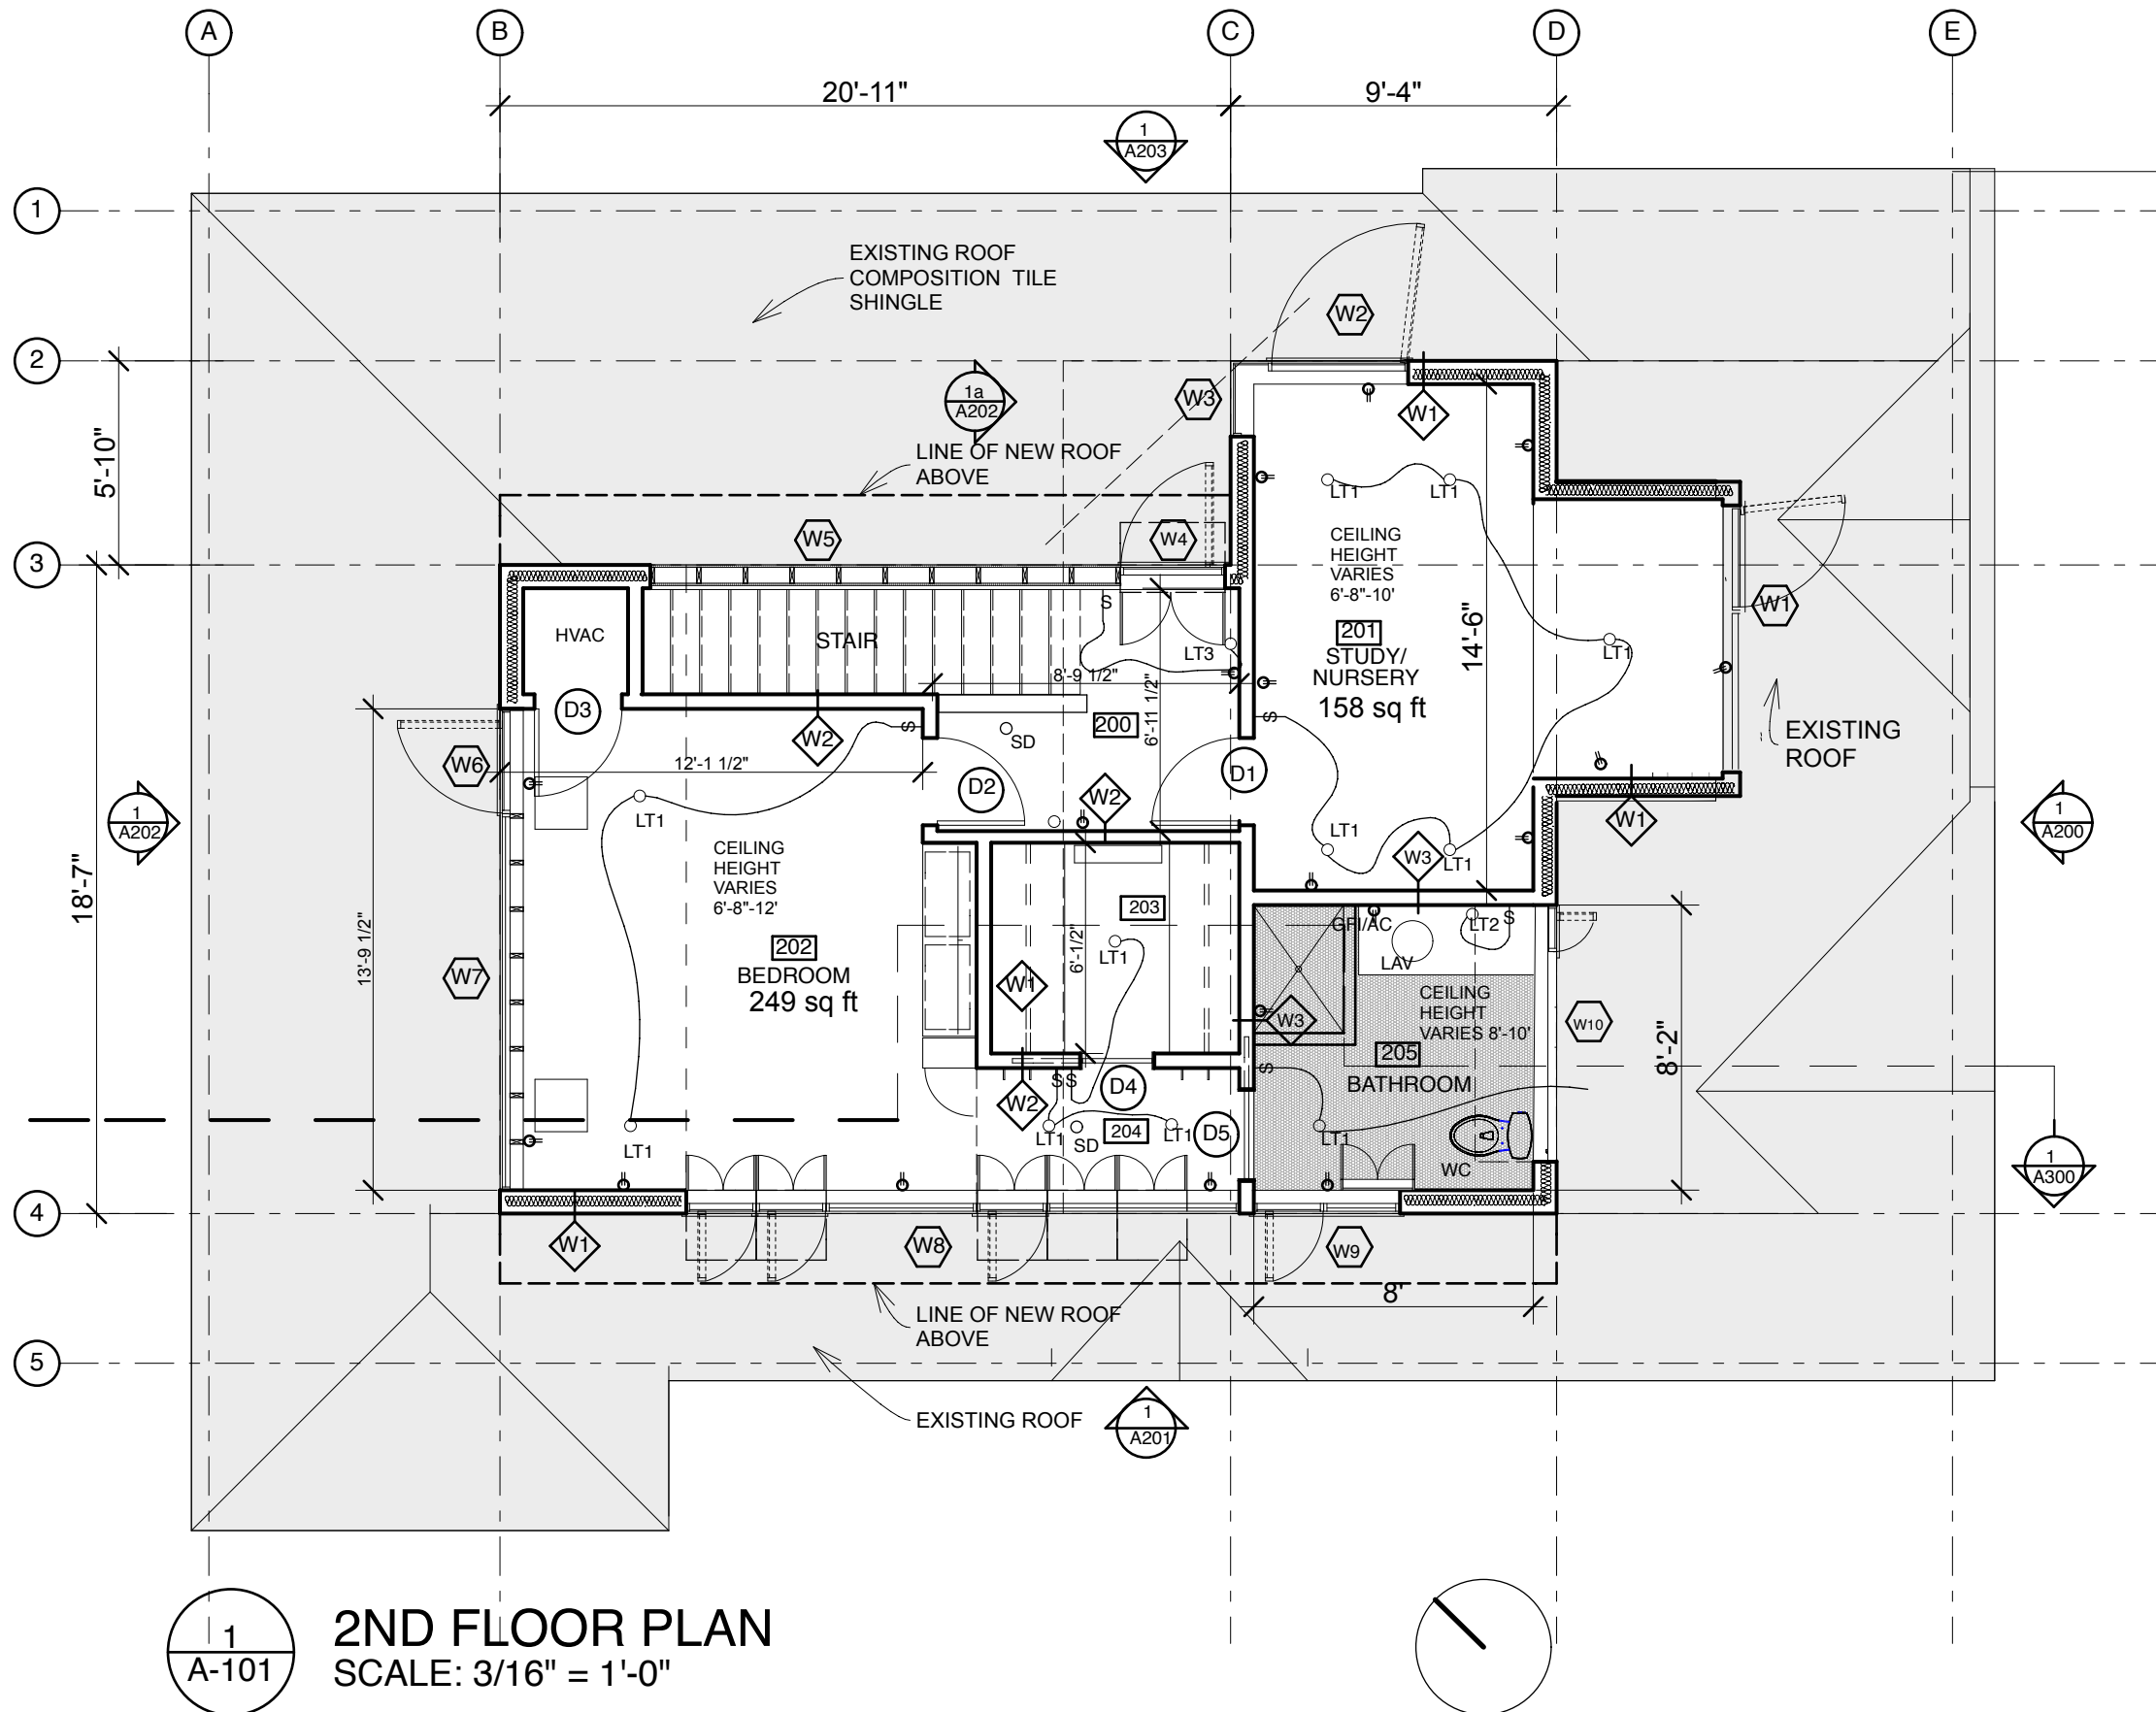 A
B
C
D
E
20'-11"
9'-4"
1
A203
1
EXISTING ROOF
COMPOSITION TILE
SHINGLE
W2
2
1a
A202
W3
W1
5'-10"
LINE OF NEW ROOF
ABOVE
LT1
LT1
W5
W4
CEILING
HEIGHT
VARIES
6'-8"-10'
3
S
W1
HVAC
STAIR
LT3
201
STUDY/
NURSERY
158 sq ft
14'-6"
LT1
8'-9 1/2"
D3
S
W2
200
6'-11 1/2"
SD
S
EXISTING
ROOF
W6
12'-1 1/2"
D2
D1
W2
1
A202
LT1
LT1
W3
LT1
W1
1
A200
CEILING
HEIGHT
VARIES
6'-8"-12'
18'-7"
13'-9 1/2"
203
GFI/AC
LT2
S
202
BEDROOM
249 sq ft
6'-1/2"
LT1
LAV
W7
W1
W3
CEILING
HEIGHT
VARIES 8'-10'
W10
205
BATHROOM
8'-2"
S
S
S
D4
W2
LT1
SD
204
LT1
D5
LT1
WC
LT1
1
A300
4
W1
W8
W9
8'
LINE OF NEW ROOF
ABOVE
5
EXISTING ROOF
1
A201
1
A-101
2ND FLOOR PLAN
SCALE: 3/16" = 1'-0"